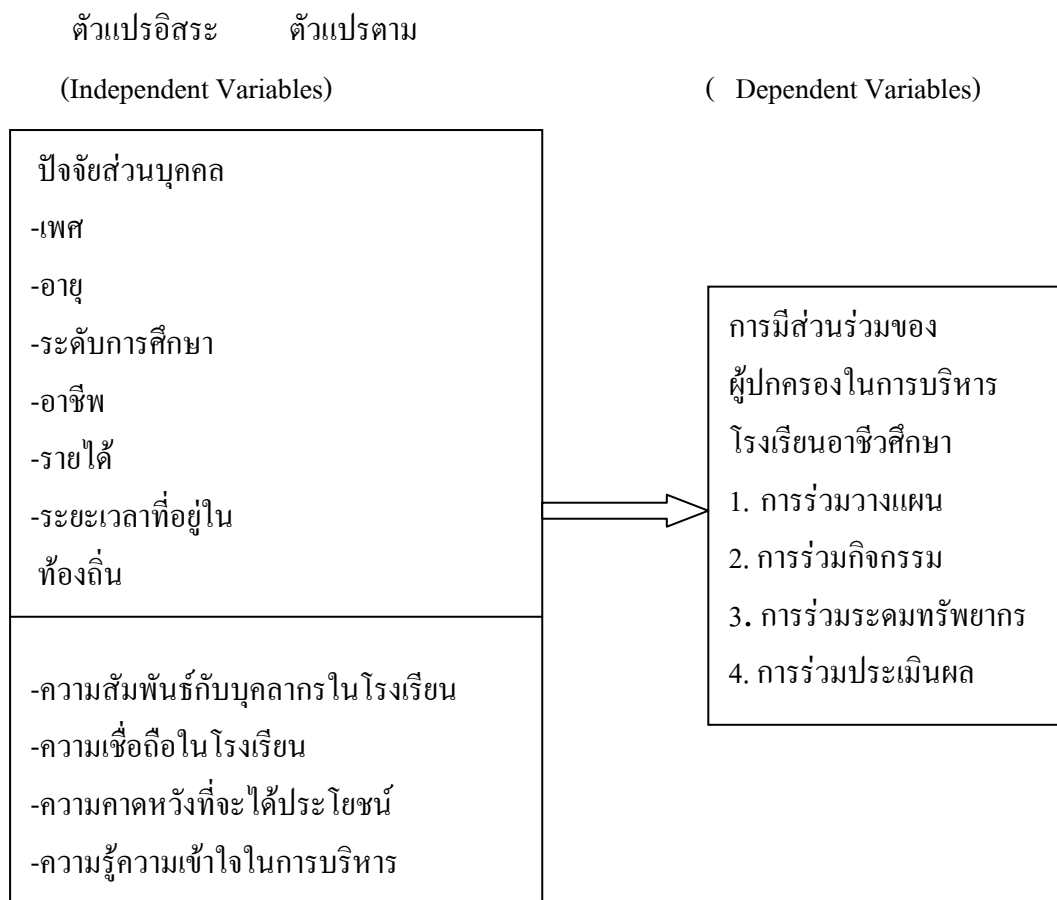 ตัวแปรอิสระ ตัวแปรตาม
(Independent Variables) ( Dependent Variables)
ปัจจัยส่วนบุคคล
-เพศ
-อายุ
-ระดับการศึกษา
-อาชีพ
-รายได้
-ระยะเวลาที่อยู่ใน
ท้องถิ่น
-ความสัมพันธ์กับบุคลากรในโรงเรียน
-ความเชื่อถือในโรงเรียน
-ความคาดหวังที่จะได้ประโยชน์
-ความรู้ความเข้าใจในการบริหาร
การมีส่วนร่วมของ
ผู้ปกครองในการบริหาร
โรงเรียนอาชีวศึกษา
1. การร่วมวางแผน
2. การร่วมกิจกรรม
3. การร่วมระดมทรัพยากร
4. การร่วมประเมินผล